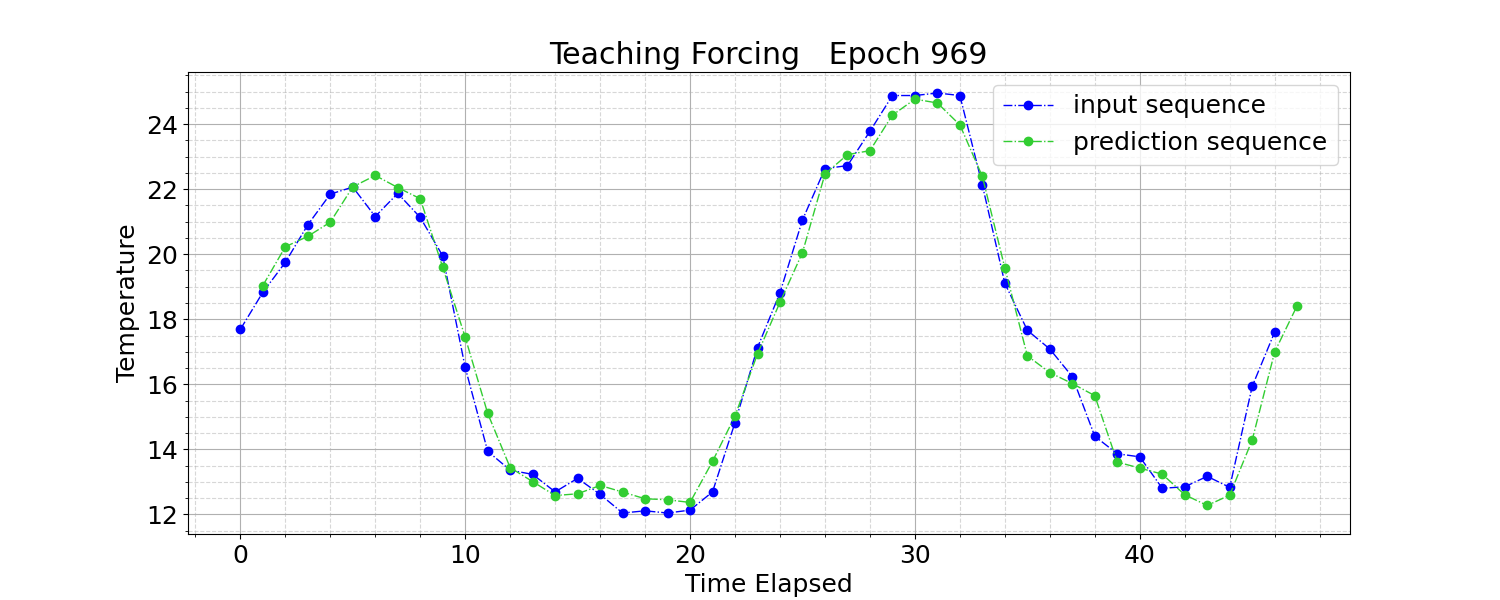 Teaching Forcing   Epoch 969
input sequence
prediction sequence
Temperature
24
22
20
18
16
14
12
0 10 20 30 40
Time Elapsed